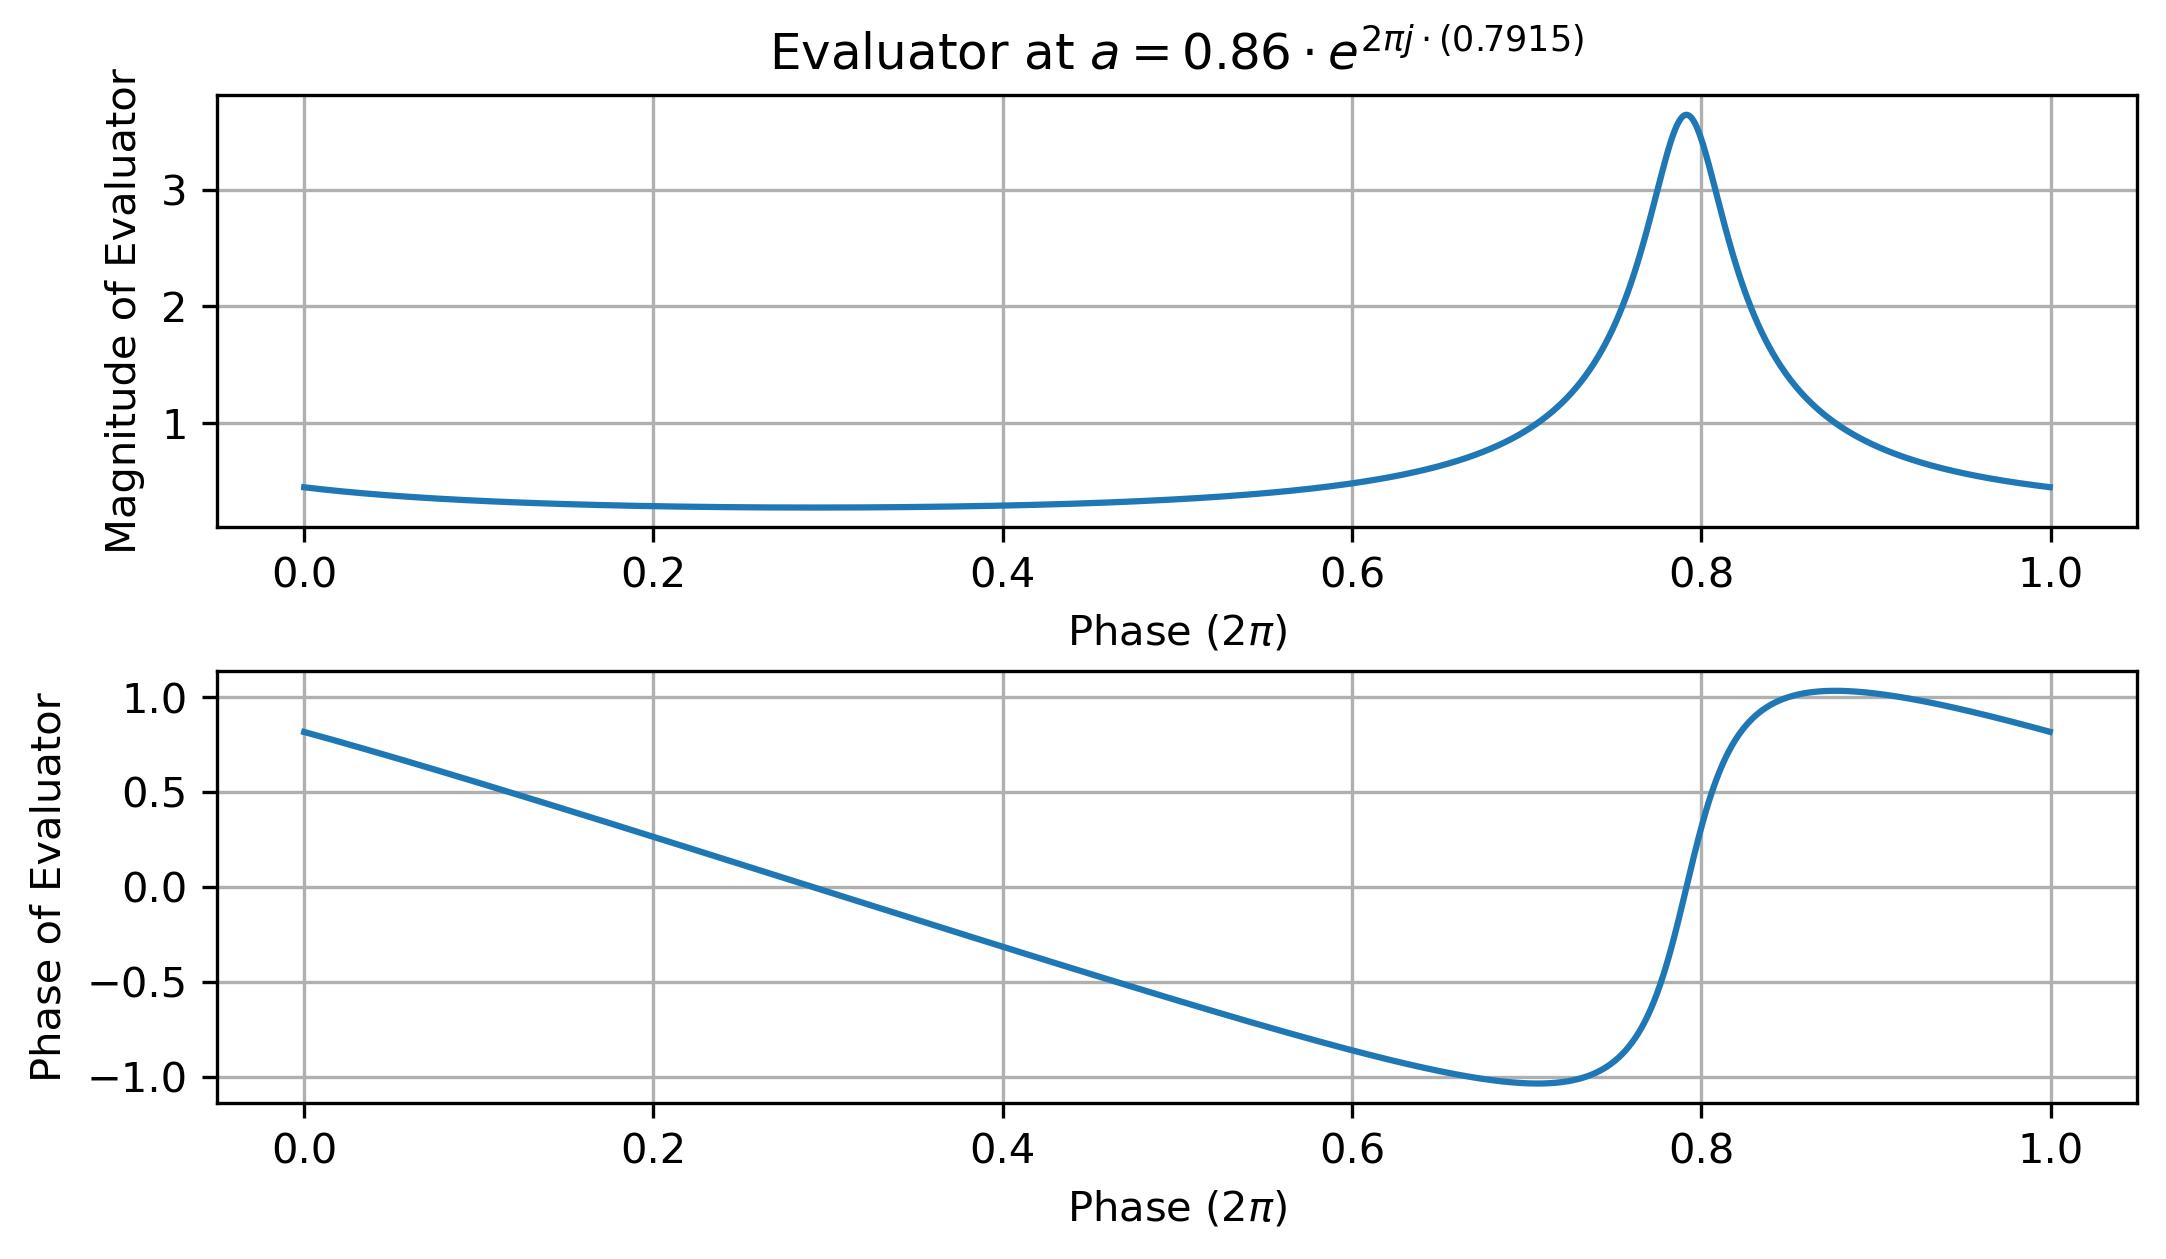 Evaluator at a = 0.86 · e^{2πj · (0.7915)}
Magnitude of Evaluator
3
2
1
0.0 0.2 0.4 0.6 0.8 1.0
Phase (2π)
Phase of Evaluator
1.0
0.5
0.0
−0.5
−1.0
0.0 0.2 0.4 0.6 0.8 1.0
Phase (2π)